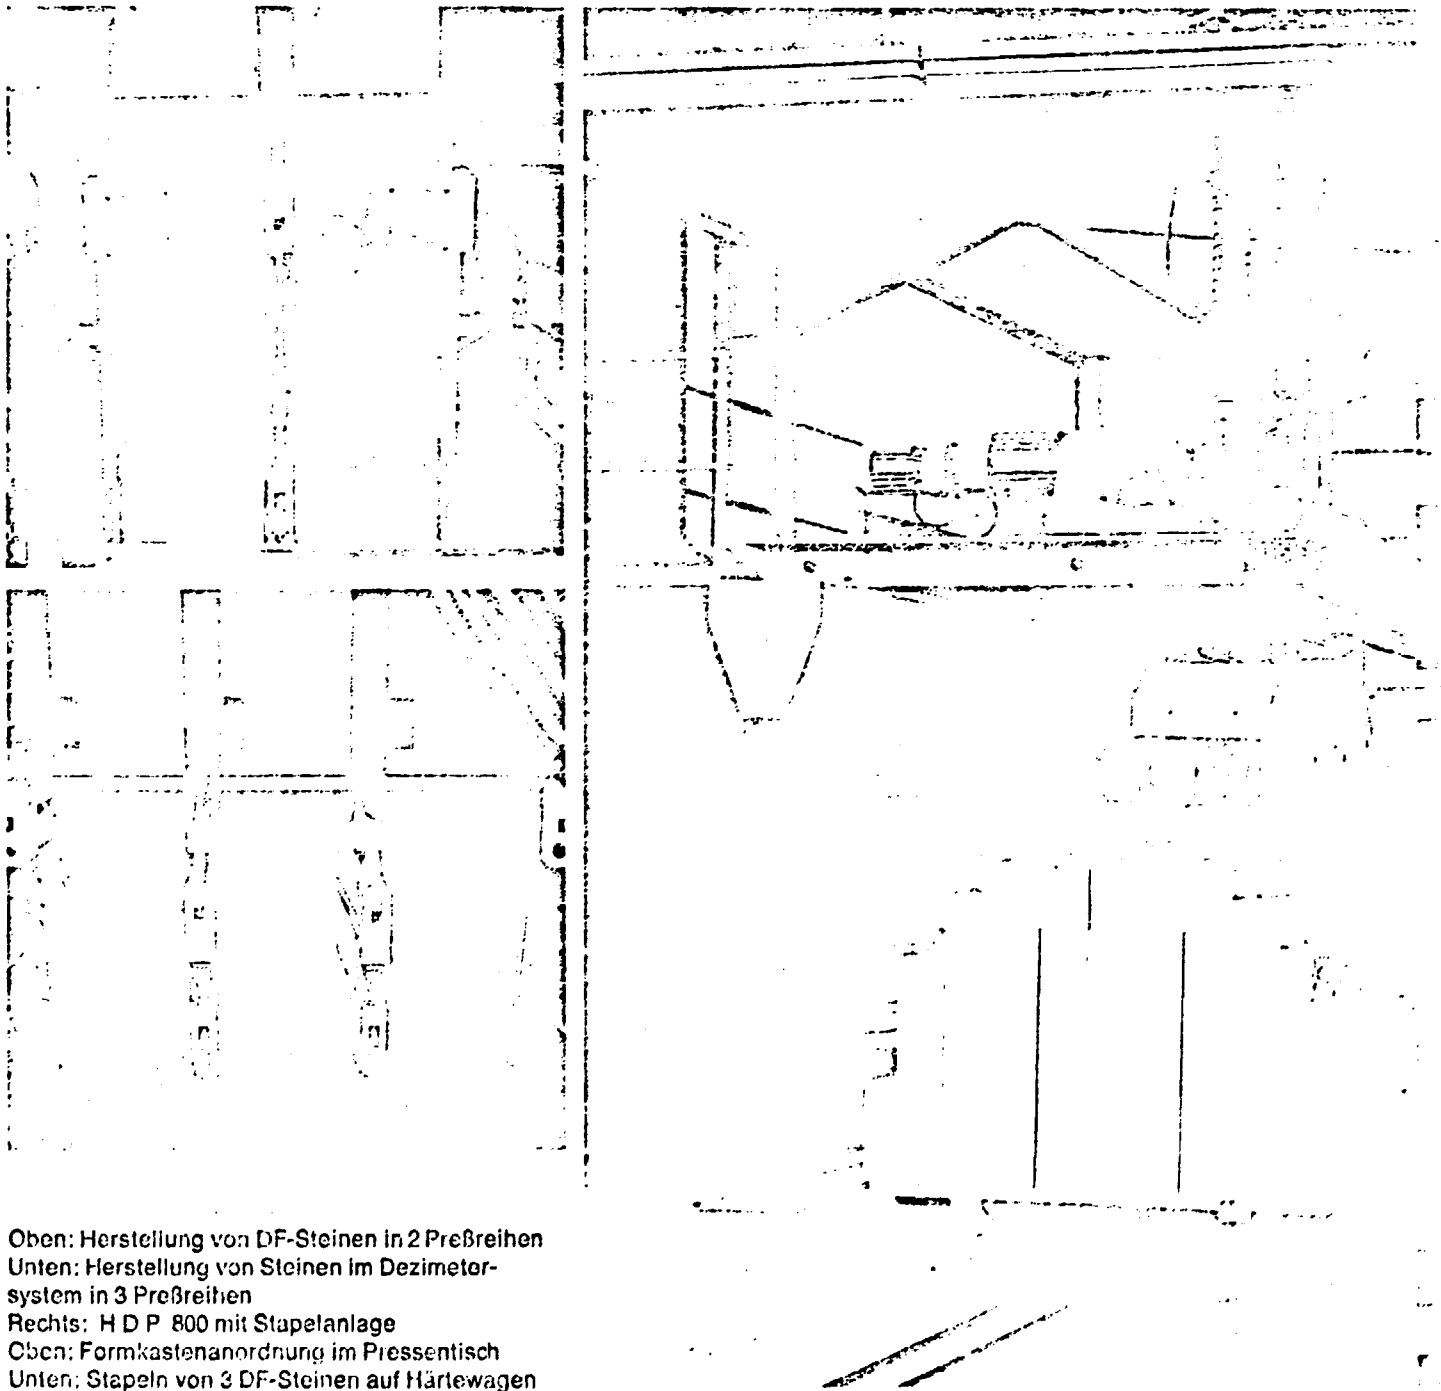 Oben: Herstellung von DF-Steinen in 2 Preßreihen
Unten: Herstellung von Steinen im Dezimeter-
system in 3 Preßreihen
Rechts: H D P 800 mit Stapelanlage
Oben: Formkastenanordnung im Pressentisch
Unten: Stapeln von 3 DF-Steinen auf Härtewagen